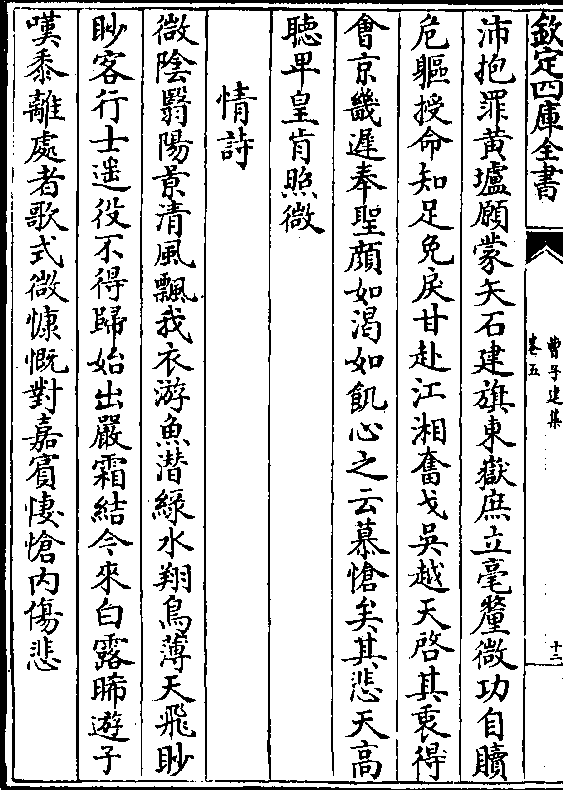 欽定四庫全書
曹子建集
卷五
十二
沛抱罪黄壚願蒙矢石建旗東嶽庶立毫釐微功自贖
危軀授命知足免戾甘赴江湘奮戈吳越天啓其衷得
會京畿遲奉聖顔如渴如飢心之云慕愴矣其悲天高
聽早皇肯照微
情詩
微陰翳陽景清風飄我衣游魚潛緑水翔鳥薄天飛眇
眇客行士遥役不得歸始出嚴霜結今來白露晞遊子
嘆黍離處者歌式微慷慨對嘉賓悽愴内傷悲